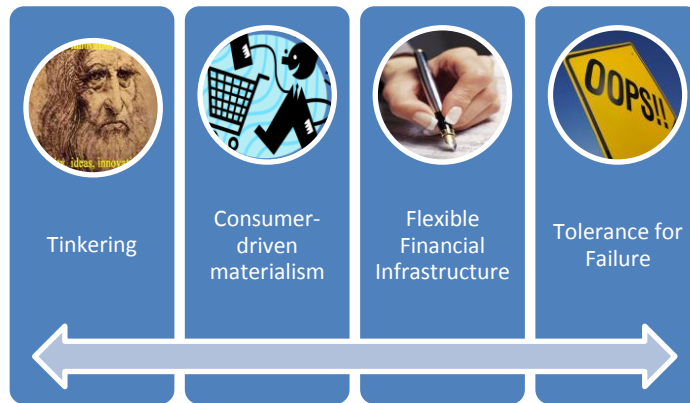 ideas, innovat
OOPS!!
Tinkering
Consumer-
driven
materialism
Flexible
Financial
Infrastructure
Tolerance for
Failure